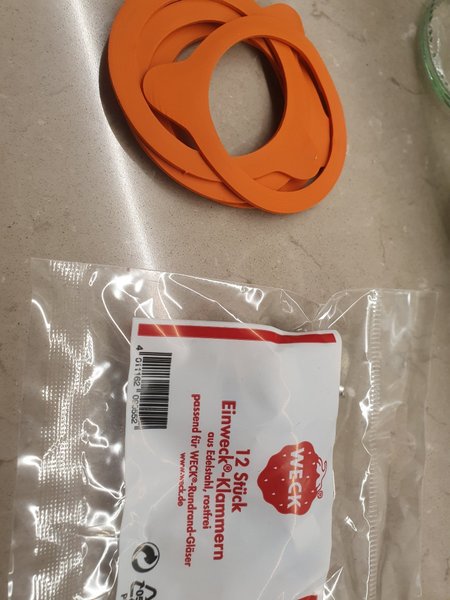 WECK®
12 Stück
Einweck®-Klammern
aus Edelstahl, rostfrei
passend für WECK®-Rundrand-Gläser
www.weck.de